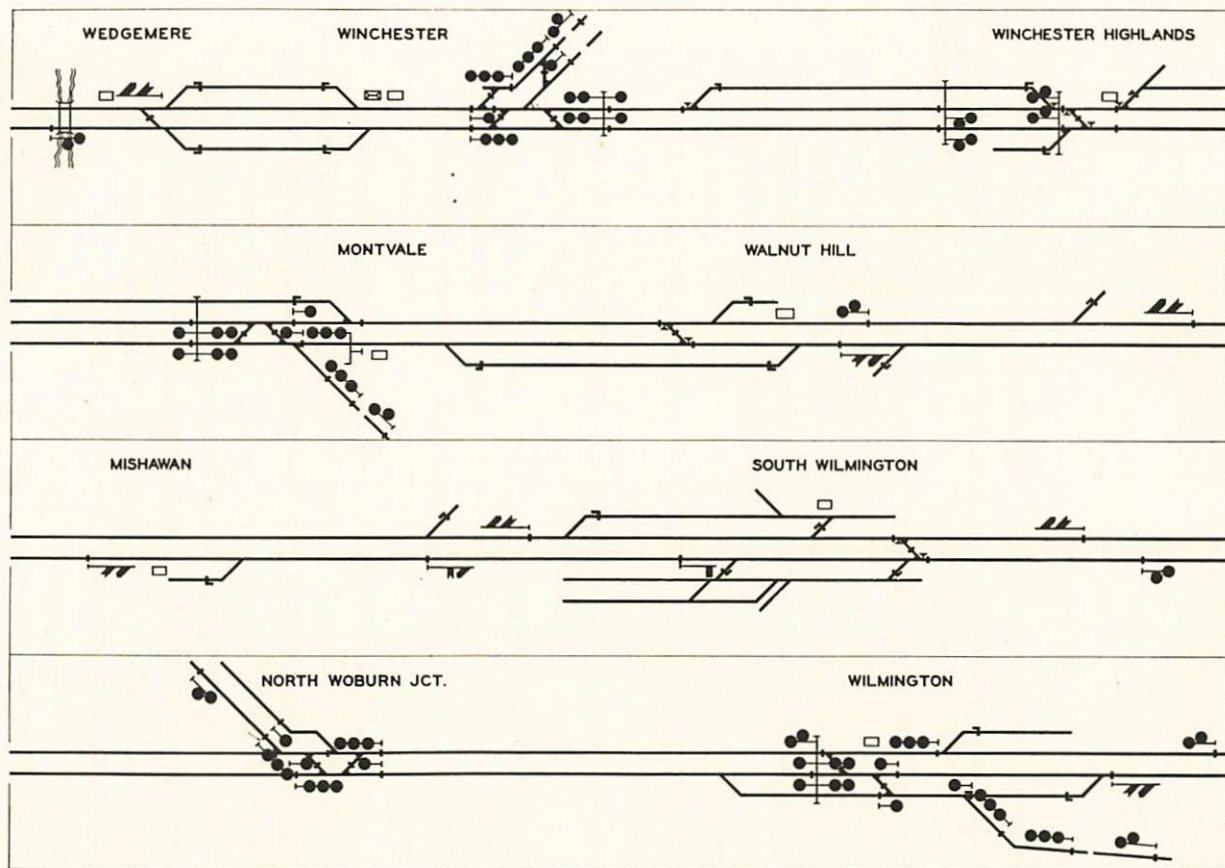 WEDGEMERE
WINCHESTER
WINCHESTER HIGHLANDS
MONTVALE
WALNUT HILL
MISHAWAN
SOUTH WILMINGTON
NORTH WOBURN JCT.
WILMINGTON